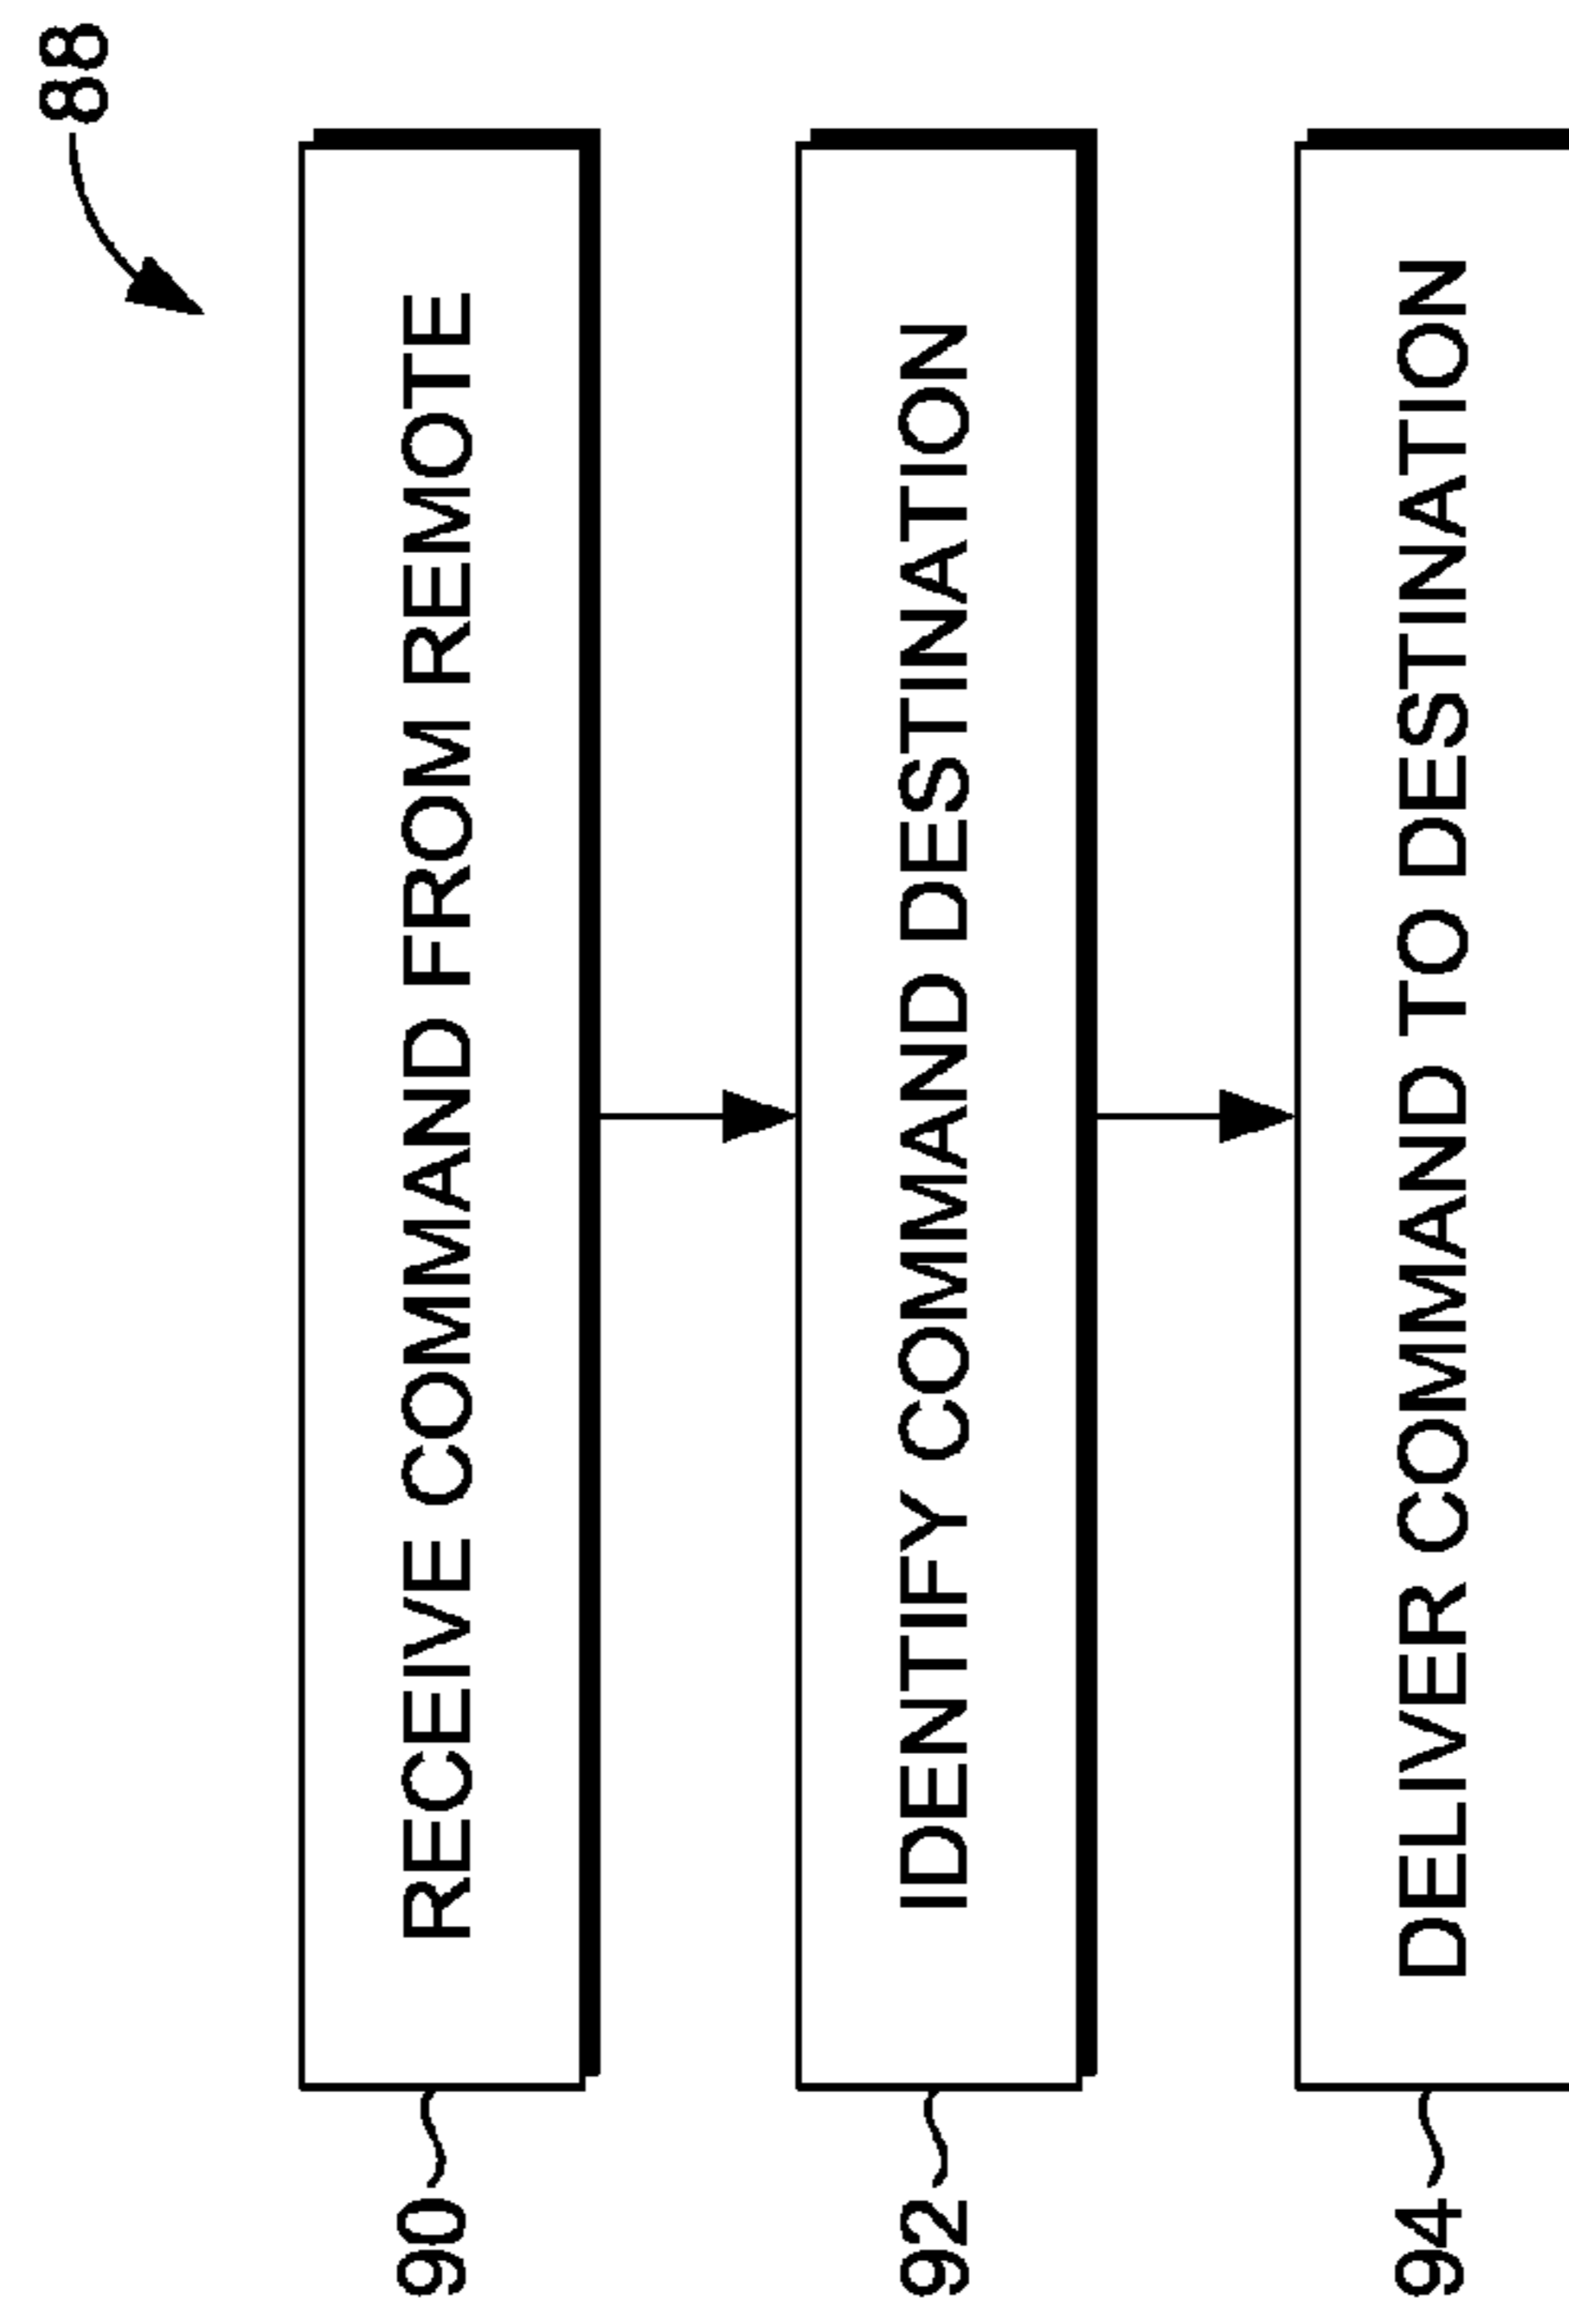 88
90
RECEIVE COMMAND FROM REMOTE
92
IDENTIFY COMMAND DESTINATION
94
DELIVER COMMAND TO DESTINATION